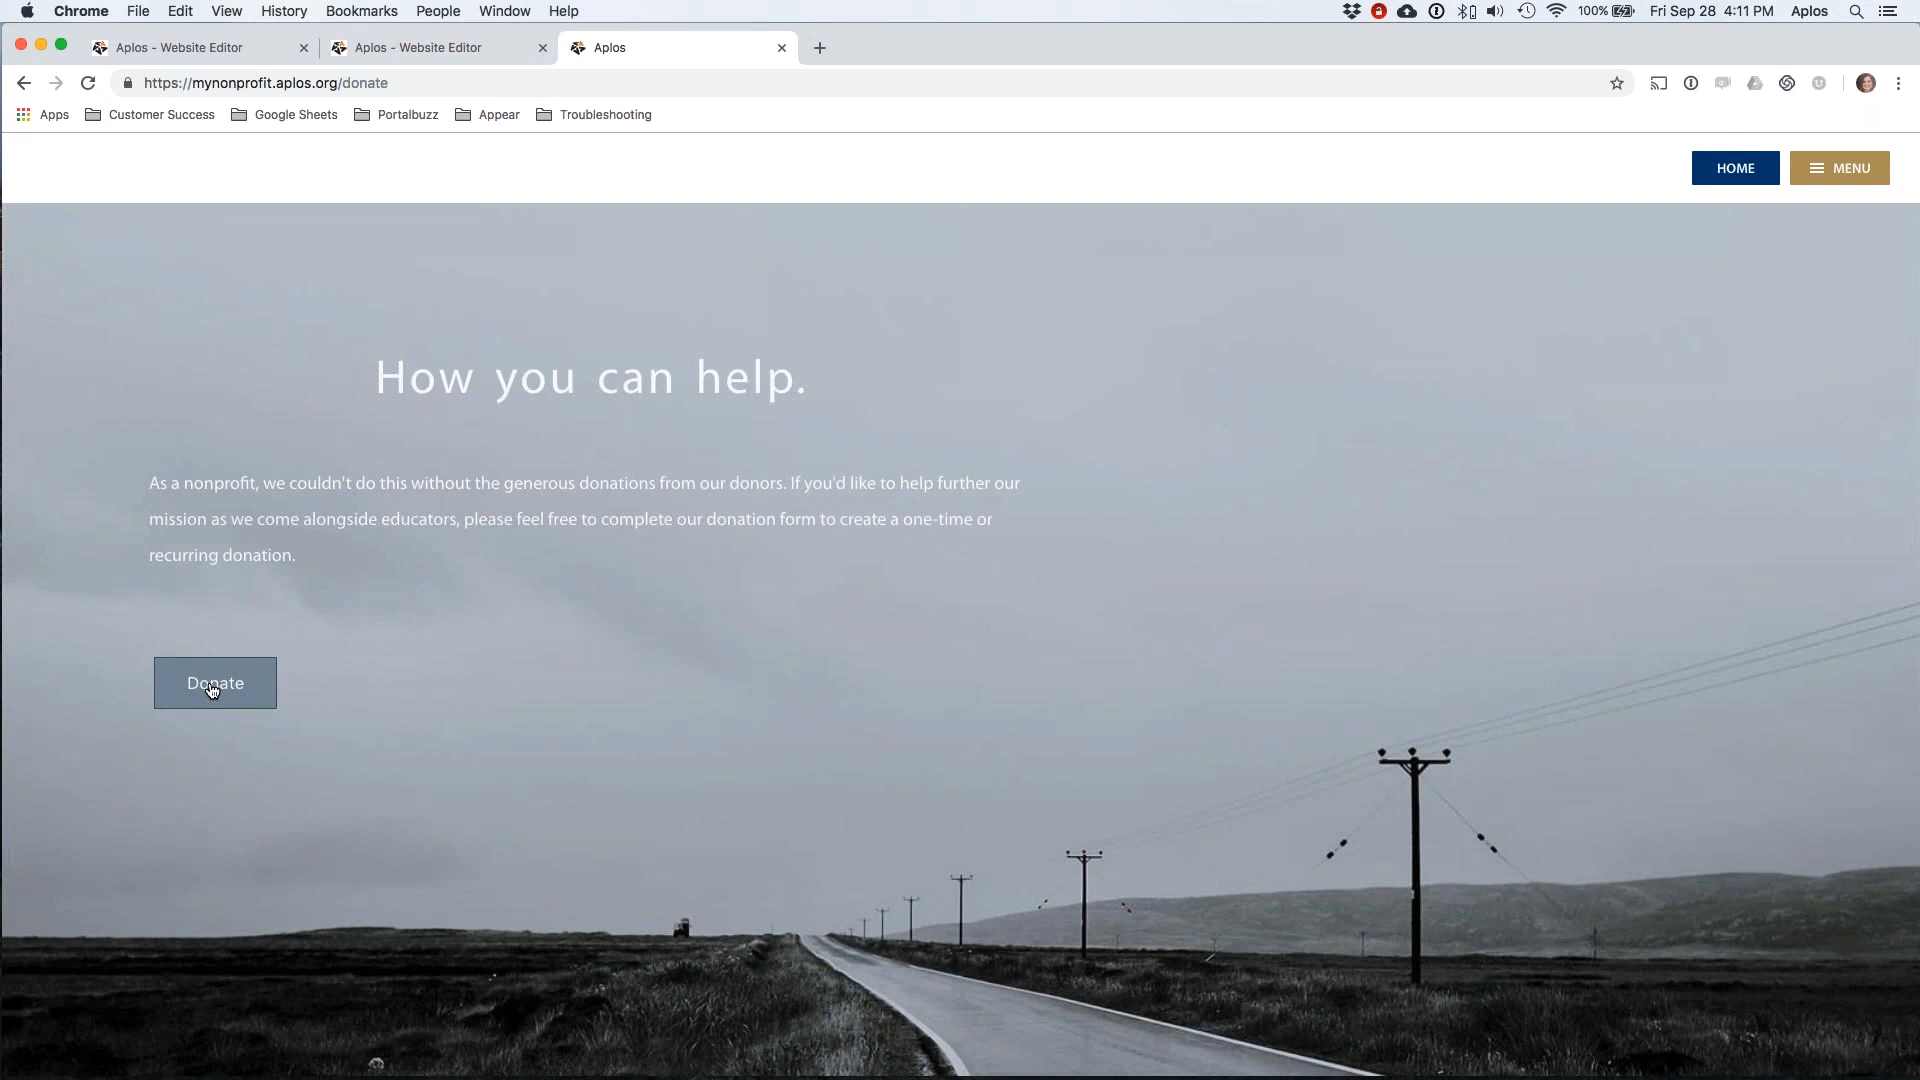 Chrome File Edit View History Bookmarks People Window Help 100% Fri Sep 28 4:11 PM Aplos
Aplos - Website Editor Aplos - Website Editor Aplos
https://mynonprofit.aplos.org/donate
Apps Customer Success Google Sheets Portalbuzz Appear Troubleshooting
HOME MENU
How you can help.
As a nonprofit, we couldn't do this without the generous donations from our donors. If you'd like to help further our
mission as we come alongside educators, please feel free to complete our donation form to create a one-time or
recurring donation.
Donate